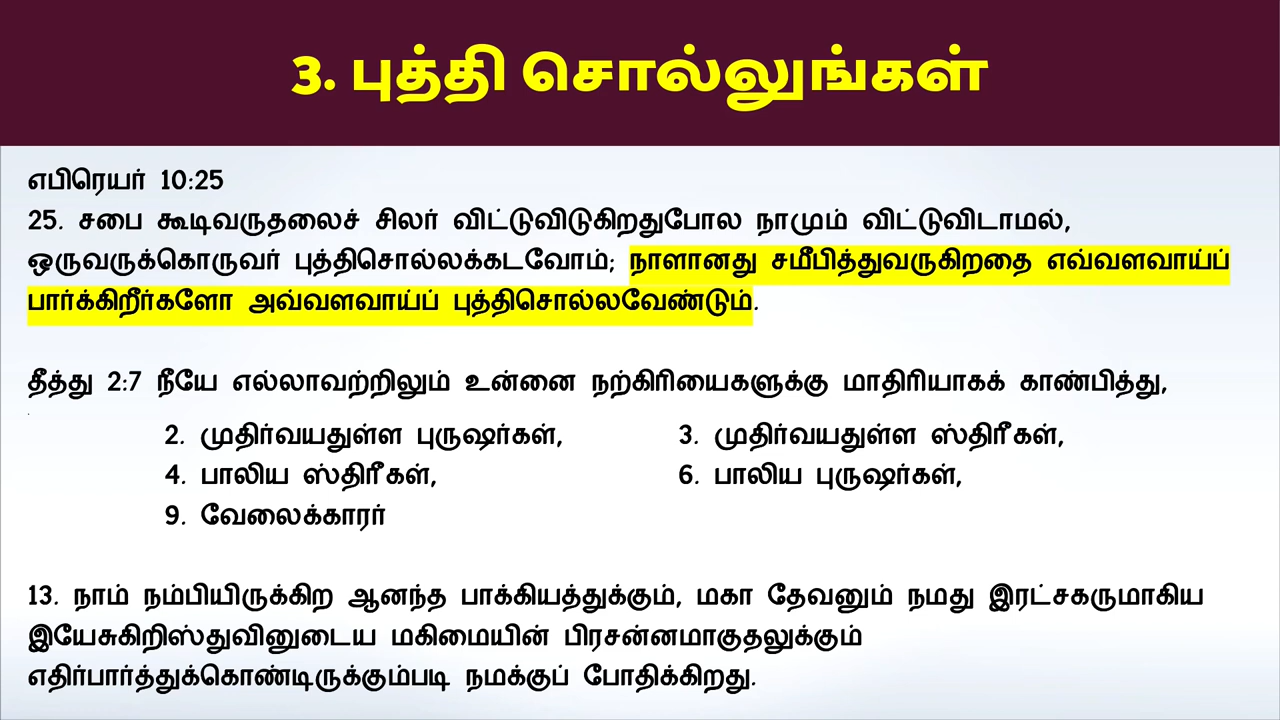 3. புத்தி சொல்லுங்கள்
எபிரெயர் 10:25
25. சபை கூடிவருதலைச் சிலர் விட்டுவிடுகிறதுபோல நாமும் விட்டுவிடாமல்,
ஒருவருக்கொருவர் புத்திசொல்லக்கடவோம்; நாளானது சமீபித்துவருகிறதை எவ்வளவாய்ப்
பார்க்கிறீர்களோ அவ்வளவாய்ப் புத்திசொல்லவேண்டும்.
தீத்து 2:7 நீயே எல்லாவற்றிலும் உன்னை நற்கிரியைகளுக்கு மாதிரியாகக் காண்பித்து,
2. முதிர்வயதுள்ள புருஷர்கள், 3. முதிர்வயதுள்ள ஸ்திரீகள்,
4. பாலிய ஸ்திரீகள், 6. பாலிய புருஷர்கள்,
9. வேலைக்காரர்
13. நாம் நம்பியிருக்கிற ஆனந்த பாக்கியத்துக்கும், மகா தேவனும் நமது இரட்சகருமாகிய
இயேசுகிறிஸ்துவினுடைய மகிமையின் பிரசன்னமாகுதலுக்கும்
எதிர்பார்த்துக்கொண்டிருக்கும்படி நமக்குப் போதிக்கிறது.